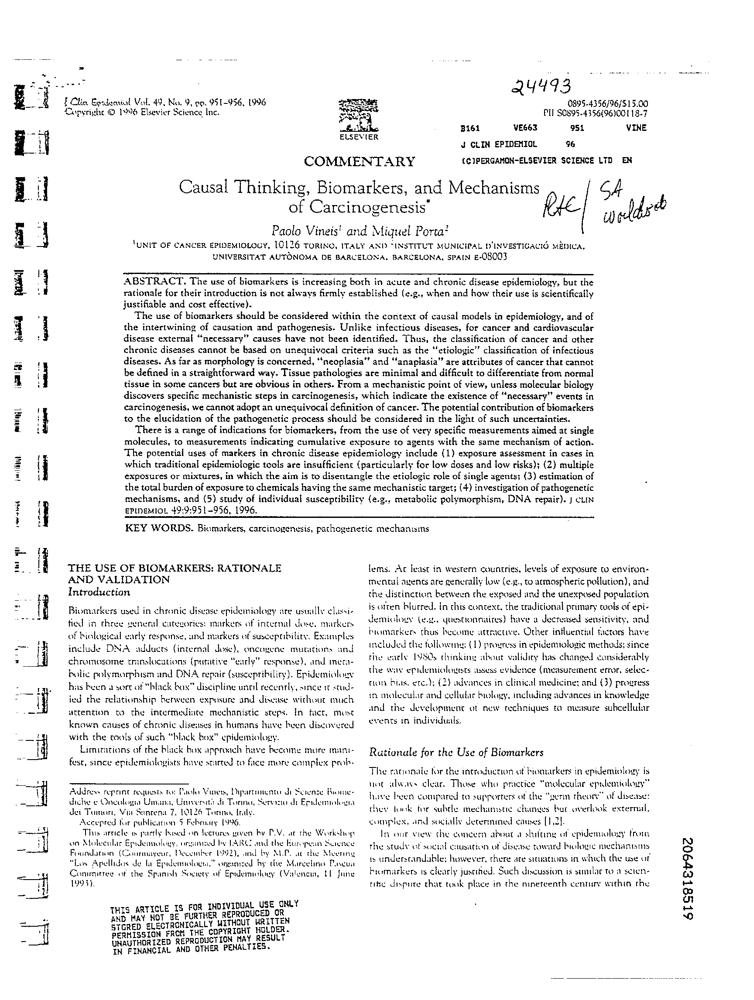 24493
J Clin Epidemiol Vol. 49, No. 9, pp. 951–956, 1996
Copyright © 1996 Elsevier Science Inc.
ELSEVIER
0895-4356/96/$15.00
PII S0895-4356(96)00118-7
B161 VE663 951 VINE
J CLIN EPIDEMIOL 96
(C)PERGAMON-ELSEVIER SCIENCE LTD EN
COMMENTARY
Causal Thinking, Biomarkers, and Mechanisms
of Carcinogenesis*
SA
Paolo Vineis¹ and Miquel Porta²
¹UNIT OF CANCER EPIDEMIOLOGY, 10126 TORINO, ITALY AND ²INSTITUT MUNICIPAL D'INVESTIGACIÓ MÈDICA,
UNIVERSITAT AUTÒNOMA DE BARCELONA, BARCELONA, SPAIN E-08003
ABSTRACT. The use of biomarkers is increasing both in acute and chronic disease epidemiology, but the
rationale for their introduction is not always firmly established (e.g., when and how their use is scientifically
justifiable and cost effective).
The use of biomarkers should be considered within the context of causal models in epidemiology, and of
the intertwining of causation and pathogenesis. Unlike infectious diseases, for cancer and cardiovascular
disease external "necessary" causes have not been identified. Thus, the classification of cancer and other
chronic diseases cannot be based on unequivocal criteria such as the "etiologic" classification of infectious
diseases. As far as morphology is concerned, "neoplasia" and "anaplasia" are attributes of cancer that cannot
be defined in a straightforward way. Tissue pathologies are minimal and difficult to differentiate from normal
tissue in some cancers but are obvious in others. From a mechanistic point of view, unless molecular biology
discovers specific mechanistic steps in carcinogenesis, which indicate the existence of "necessary" events in
carcinogenesis, we cannot adopt an unequivocal definition of cancer. The potential contribution of biomarkers
to the elucidation of the pathogenetic process should be considered in the light of such uncertainties.
There is a range of indications for biomarkers, from the use of very specific measurements aimed at single
molecules, to measurements indicating cumulative exposure to agents with the same mechanism of action.
The potential uses of markers in chronic disease epidemiology include (1) exposure assessment in cases in
which traditional epidemiologic tools are insufficient (particularly for low doses and low risks); (2) multiple
exposures or mixtures, in which the aim is to disentangle the etiologic role of single agents; (3) estimation of
the total burden of exposure to chemicals having the same mechanistic target; (4) investigation of pathogenetic
mechanisms, and (5) study of individual susceptibility (e.g., metabolic polymorphism, DNA repair). J CLIN
EPIDEMIOL 49;9:951–956, 1996.
KEY WORDS. Biomarkers, carcinogenesis, pathogenetic mechanisms
THE USE OF BIOMARKERS: RATIONALE
AND VALIDATION
Introduction
Biomarkers used in chronic disease epidemiology are usually classi-
fied in three general categories: markers of internal dose, markers
of biological early response, and markers of susceptibility. Examples
include DNA adducts (internal dose), oncogene mutations and
chromosome translocations (putative "early" response), and meta-
bolic polymorphism and DNA repair (susceptibility). Epidemiology
has been a sort of "black box" discipline until recently, since it stud-
ied the relationship between exposure and disease without much
attention to the intermediate mechanistic steps. In fact, most
known causes of chronic diseases in humans have been discovered
with the tools of such "black box" epidemiology.
Limitations of the black box approach have become more mani-
fest, since epidemiologists have started to face more complex prob-
Address reprint requests to: Paolo Vineis, Dipartimento di Scienze Biome-
diche e Oncologia Umana, Università di Torino, Servizio di Epidemiologia
dei Tumori, Via Santena 7, 10126 Torino, Italy.
Accepted for publication 5 February 1996.
This article is partly based on lectures given by P.V. at the Workshop
on Molecular Epidemiology, organized by IARC and the European Science
Foundation (Courmayeur, December 1992), and by M.P. at the Meeting
"Los Apellidos de la Epidemiología," organized by the Marcelino Pascua
Committee of the Spanish Society of Epidemiology (Valencia, 11 June
1993).
lems. At least in western countries, levels of exposure to environ-
mental agents are generally low (e.g., to atmospheric pollution), and
the distinction between the exposed and the unexposed population
is often blurred. In this context, the traditional primary tools of epi-
demiology (e.g., questionnaires) have a decreased sensitivity, and
biomarkers thus become attractive. Other influential factors have
included the following: (1) progress in epidemiologic methods: since
the early 1980s thinking about validity has changed considerably
the way epidemiologists assess evidence (measurement error, selec-
tion bias, etc.); (2) advances in clinical medicine; and (3) progress
in molecular and cellular biology, including advances in knowledge
and the development of new techniques to measure subcellular
events in individuals.
Rationale for the Use of Biomarkers
The rationale for the introduction of biomarkers in epidemiology is
not always clear. Those who practice "molecular epidemiology"
have been compared to supporters of the "germ theory" of disease:
they look for subtle mechanistic changes but overlook external,
complex, and socially determined causes [1,2].
In our view the concern about a shifting of epidemiology from
the study of social causation of disease toward biologic mechanisms
is understandable; however, there are situations in which the use of
biomarkers is clearly justified. Such discussion is similar to a scien-
tific dispute that took place in the nineteenth century within the
THIS ARTICLE IS FOR INDIVIDUAL USE ONLY
AND MAY NOT BE FURTHER REPRODUCED OR
STORED ELECTRONICALLY WITHOUT WRITTEN
PERMISSION FROM THE COPYRIGHT HOLDER.
UNAUTHORIZED REPRODUCTION MAY RESULT
IN FINANCIAL AND OTHER PENALTIES.
2064318519